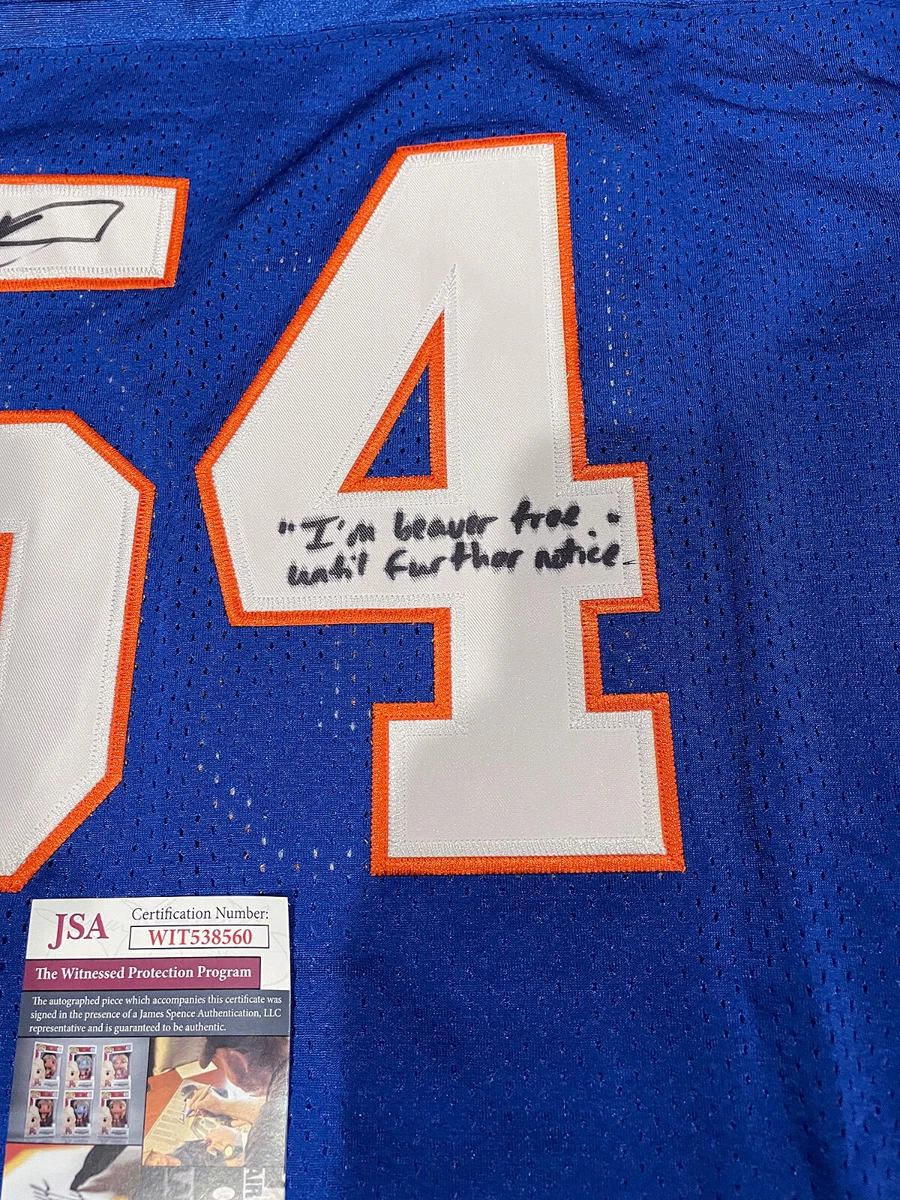 54
"I'm beaver free."
until further notice
JSA
Certification Number:
WIT538560
The Witnessed Protection Program
The autographed piece which accompanies this certificate was
signed in the presence of a James Spence Authentication, LLC
representative and is guaranteed to be authentic.